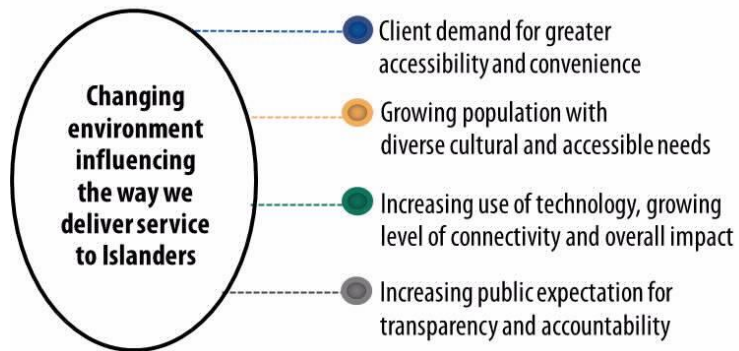 Changing
environment
influencing
the way we
deliver service
to Islanders
Client demand for greater
accessibility and convenience
Growing population with
diverse cultural and accessible needs
Increasing use of technology, growing
level of connectivity and overall impact
Increasing public expectation for
transparency and accountability